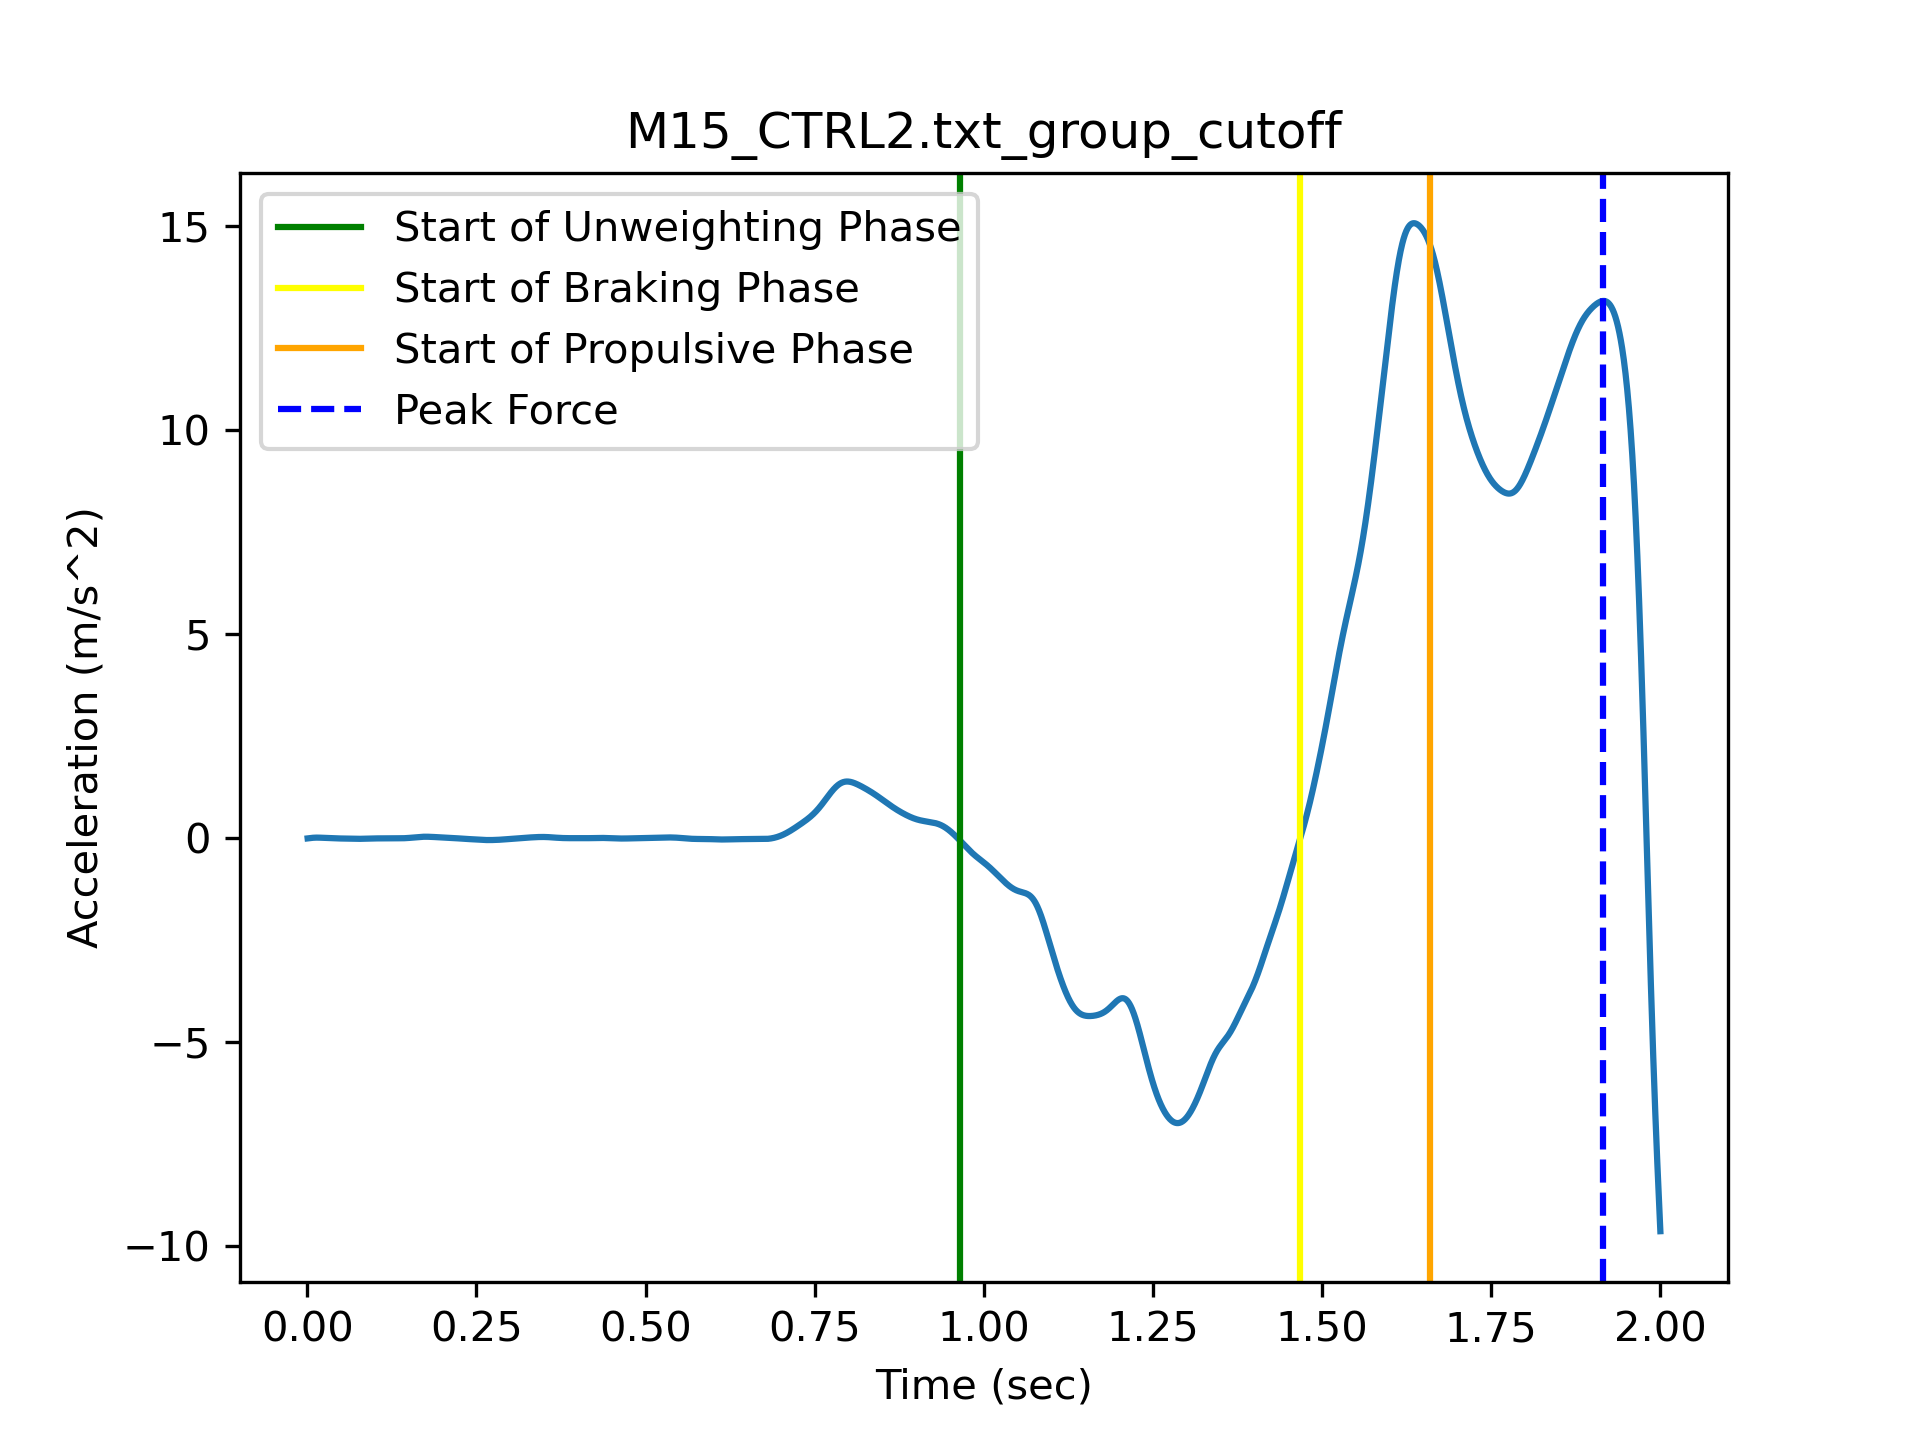 M15_CTRL2.txt_group_cutoff
Start of Unweighting Phase
Start of Braking Phase
Start of Propulsive Phase
Peak Force
Acceleration (m/s^2)
15
10
5
0
−5
−10
0.00 0.25 0.50 0.75 1.00 1.25 1.50 1.75 2.00
Time (sec)